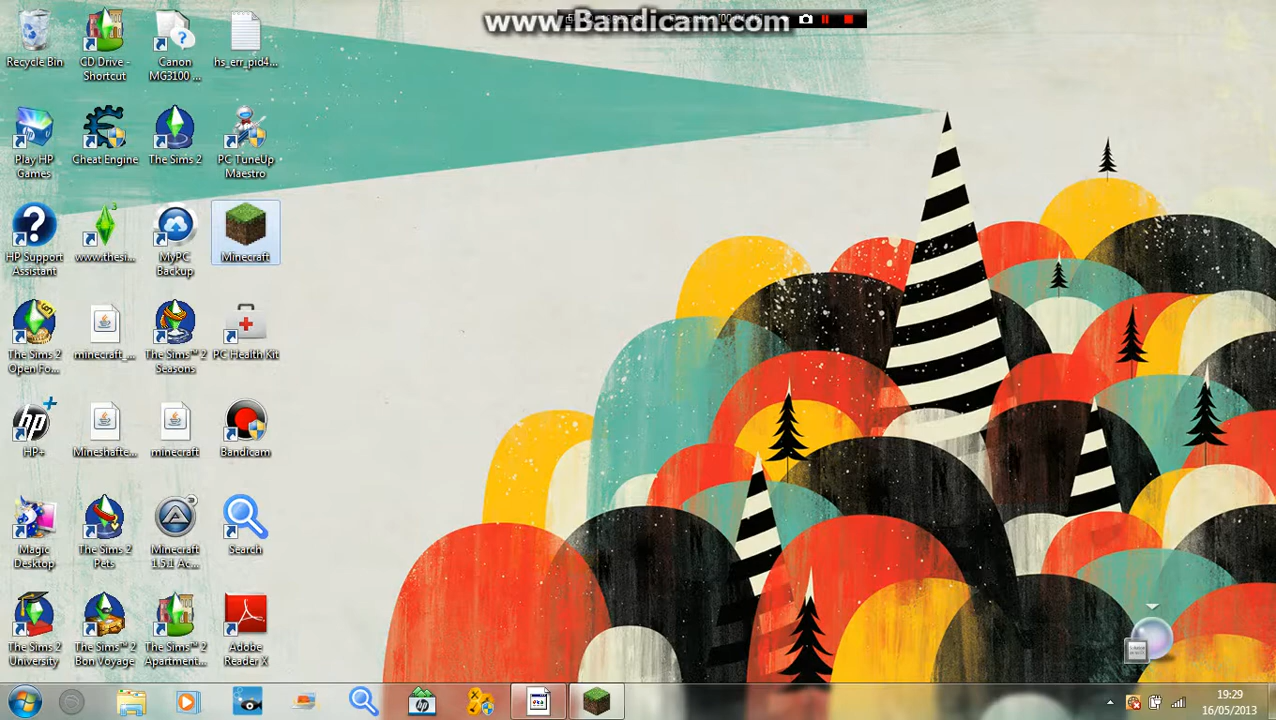 www.Bandicam.com
Recycle Bin
CD Drive -
Shortcut
Canon
MG3100 ...
hs_err_pid4...
Play HP
Games
Cheat Engine
The Sims 2
PC TuneUp
Maestro
HP Support
Assistant
www.thesi...
MyPC
Backup
Minecraft
The Sims 2
Open Fo...
minecraft_...
The Sims™ 2
Seasons
PC Health Kit
HP+
Mineshafte...
minecraft
Bandicam
Magic
Desktop
The Sims 2
Pets
Minecraft
1.5.1 Ac...
Search
The Sims 2
University
The Sims™ 2
Bon Voyage
The Sims™ 2
Apartment...
Adobe
Reader X
19:29
16/05/2013